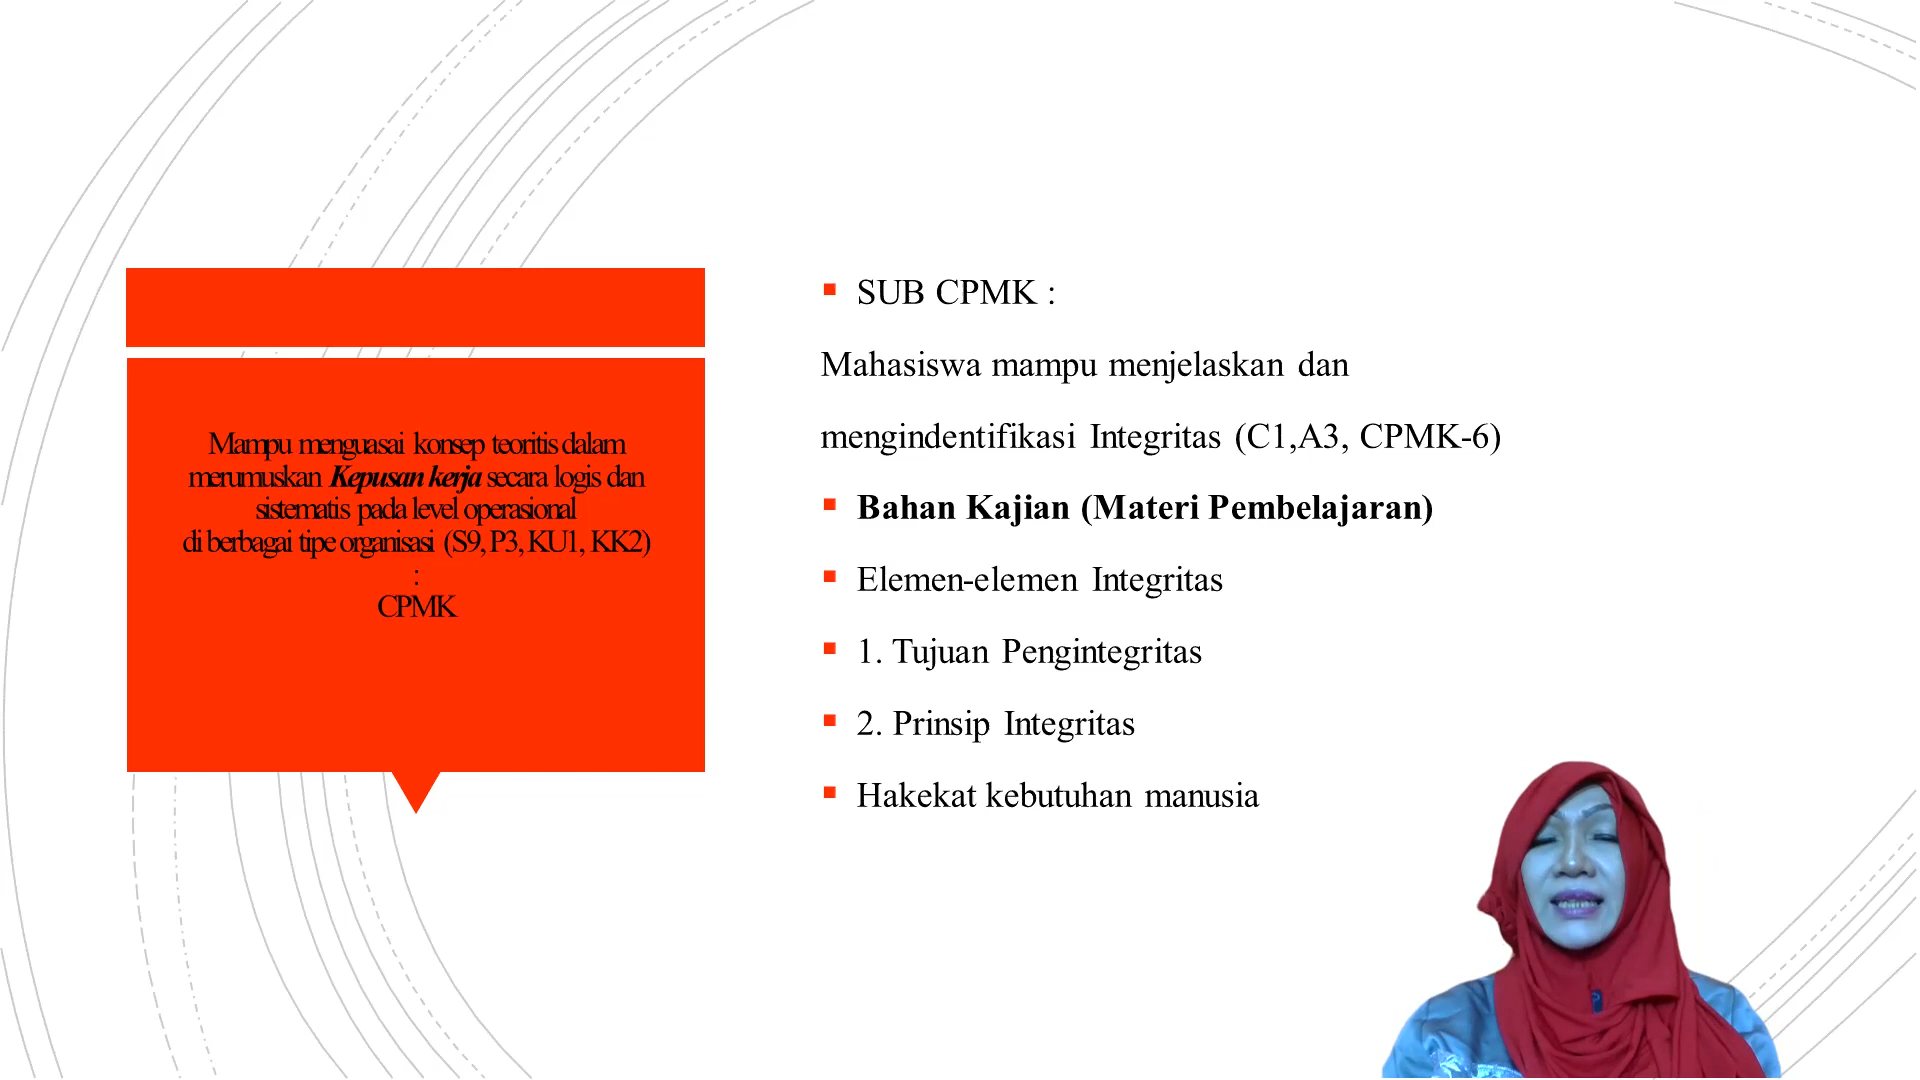 Mampu menguasai konsep teoritis dalam
merumuskan Kepusan kerja secara logis dan
sistematis pada level operasional
di berbagai tipe organisasi (S9, P3, KU1, KK2)
:
CPMK
SUB CPMK :
Mahasiswa mampu menjelaskan dan
mengindentifikasi Integritas (C1,A3, CPMK-6)
Bahan Kajian (Materi Pembelajaran)
Elemen-elemen Integritas
1. Tujuan Pengintegritas
2. Prinsip Integritas
Hakekat kebutuhan manusia